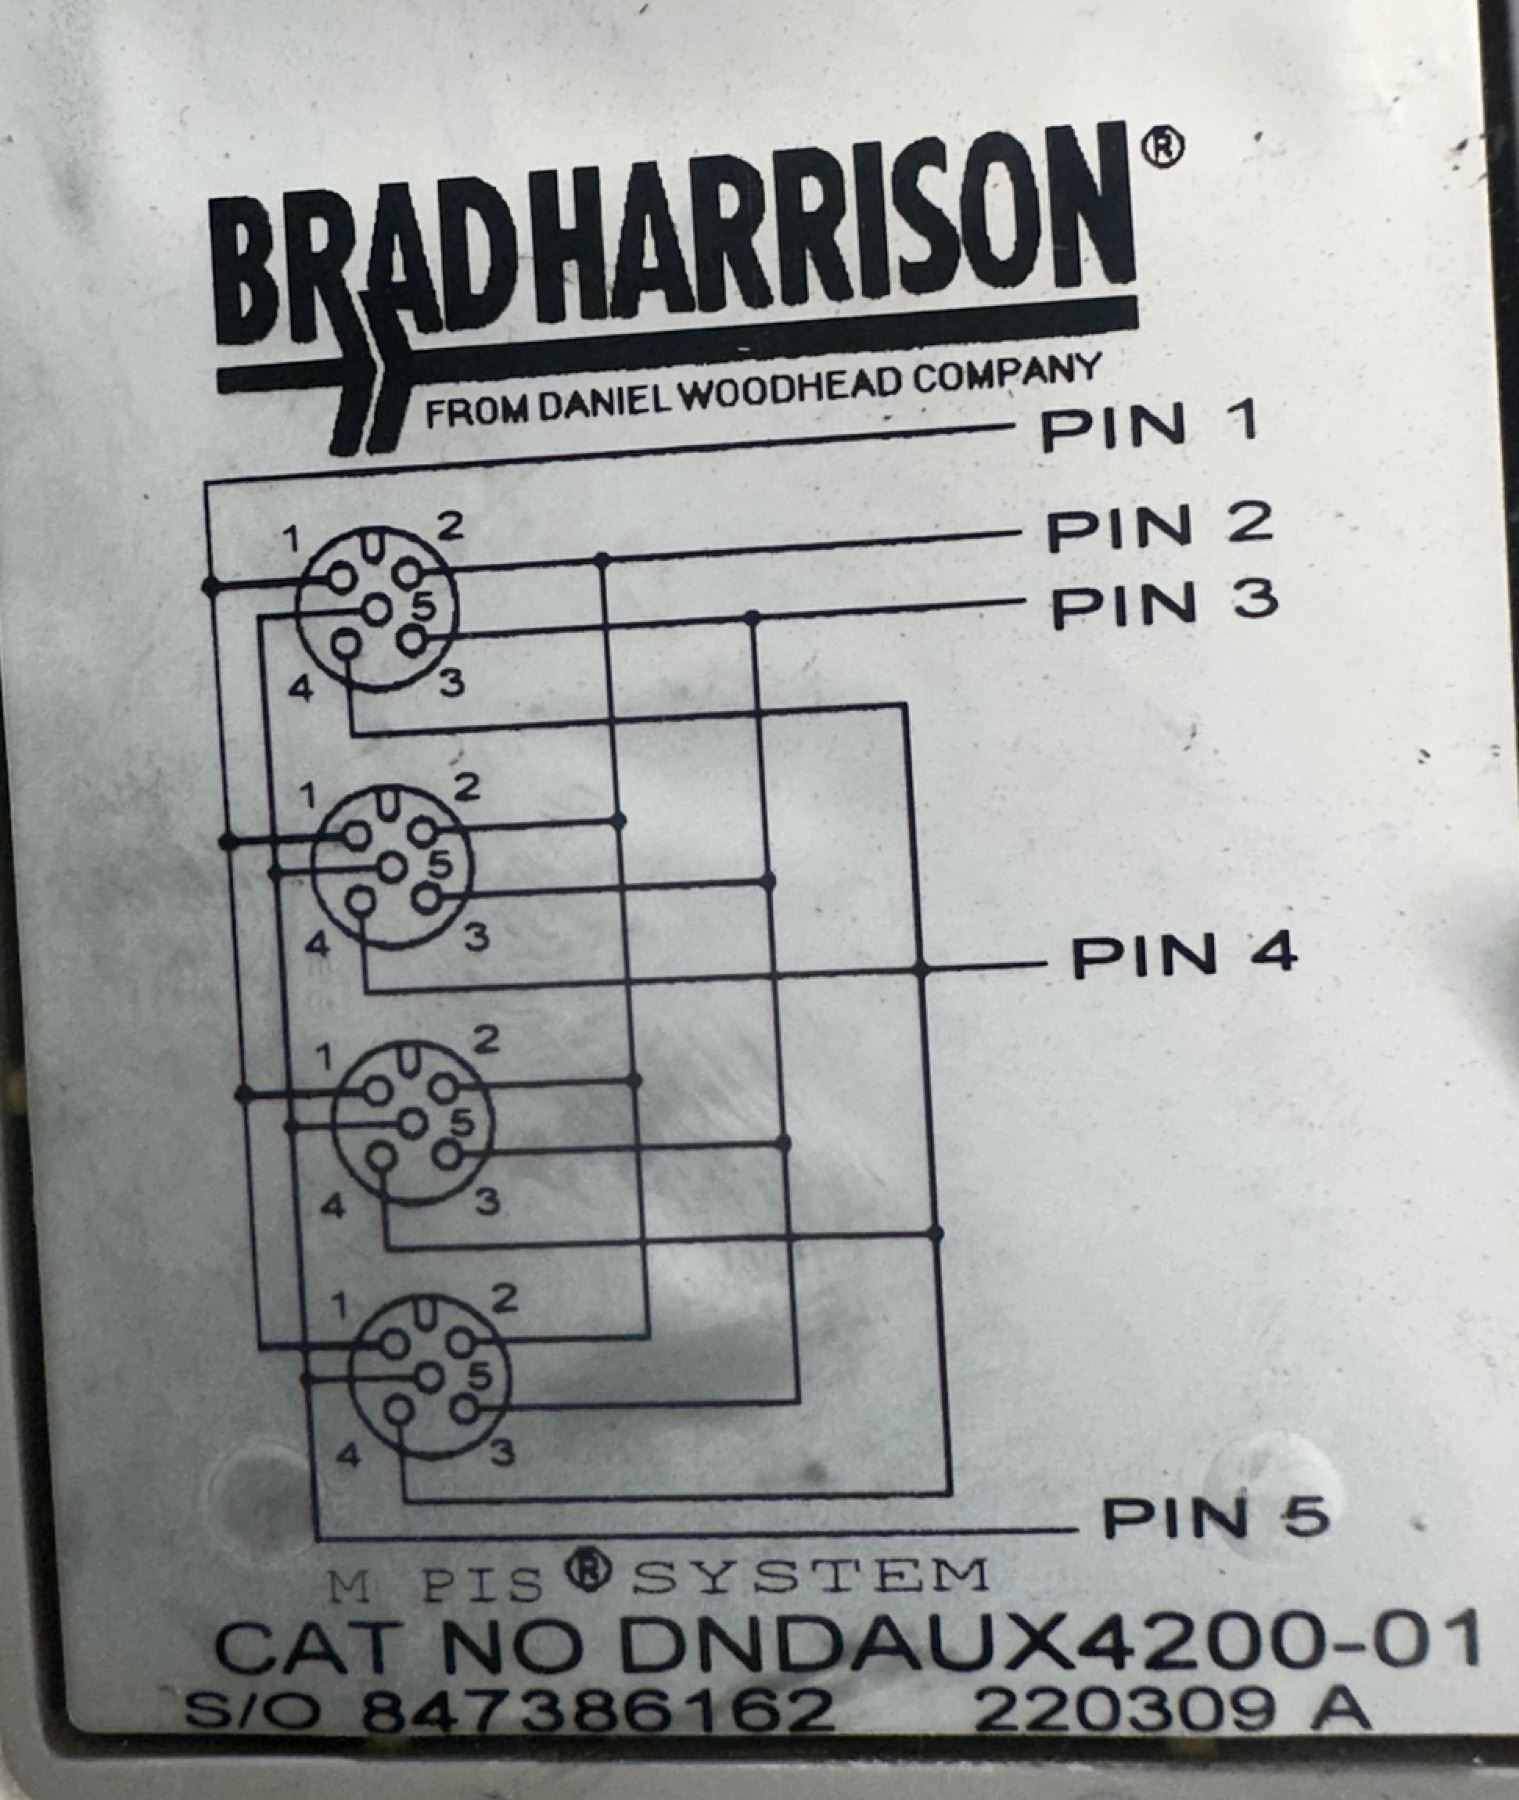 BRADHARRISON®
FROM DANIEL WOODHEAD COMPANY
PIN 1
1 2
PIN 2
5
PIN 3
4 3
1 2
5
4 3
PIN 4
1 2
5
4 3
1 2
5
4 3
PIN 5
M PIS ® SYSTEM
CAT NO DNDAUX4200-01
S/O 847386162 220309 A